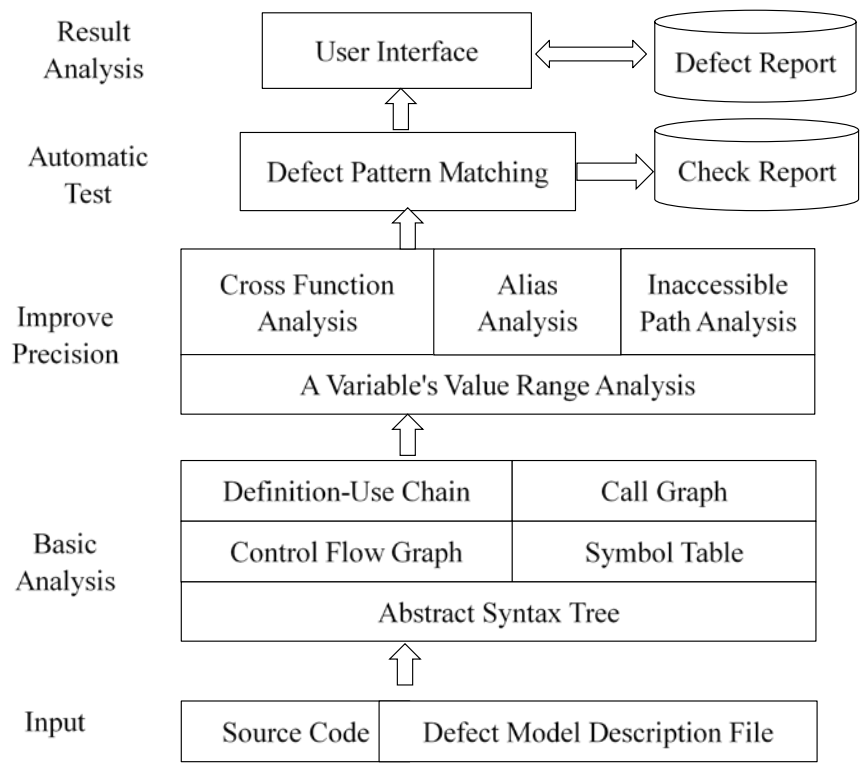 Result
Analysis
User Interface
Defect Report
Automatic
Test
Defect Pattern Matching
Check Report
Improve
Precision
Cross Function
Analysis
Alias
Analysis
Inaccessible
Path Analysis
A Variable's Value Range Analysis
Basic
Analysis
Definition-Use Chain
Call Graph
Control Flow Graph
Symbol Table
Abstract Syntax Tree
Input
Source Code
Defect Model Description File